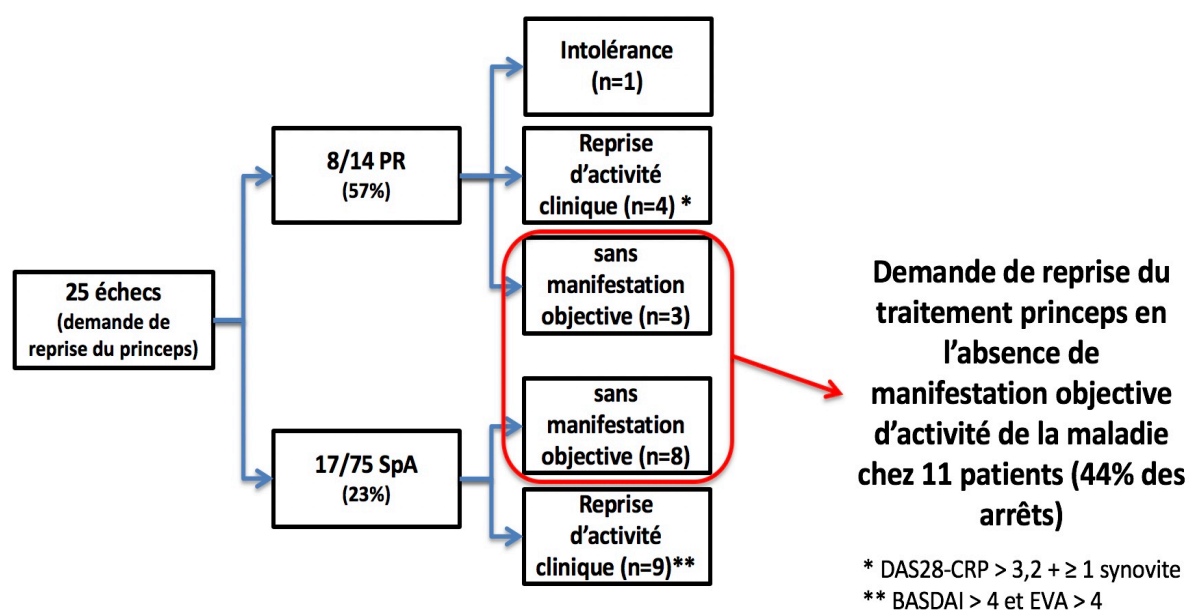 25 échecs
(demande de
reprise du princeps)
8/14 PR
(57%)
17/75 SpA
(23%)
Intolérance
(n=1)
Reprise
d’activité
clinique (n=4) *
sans
manifestation
objective (n=3)
sans
manifestation
objective (n=8)
Reprise
d’activité
clinique (n=9)**
Demande de reprise du
traitement princeps en
l’absence de
manifestation objective
d’activité de la maladie
chez 11 patients (44% des
arrêts)
* DAS28-CRP > 3,2 + ≥ 1 synovite
** BASDAI > 4 et EVA > 4